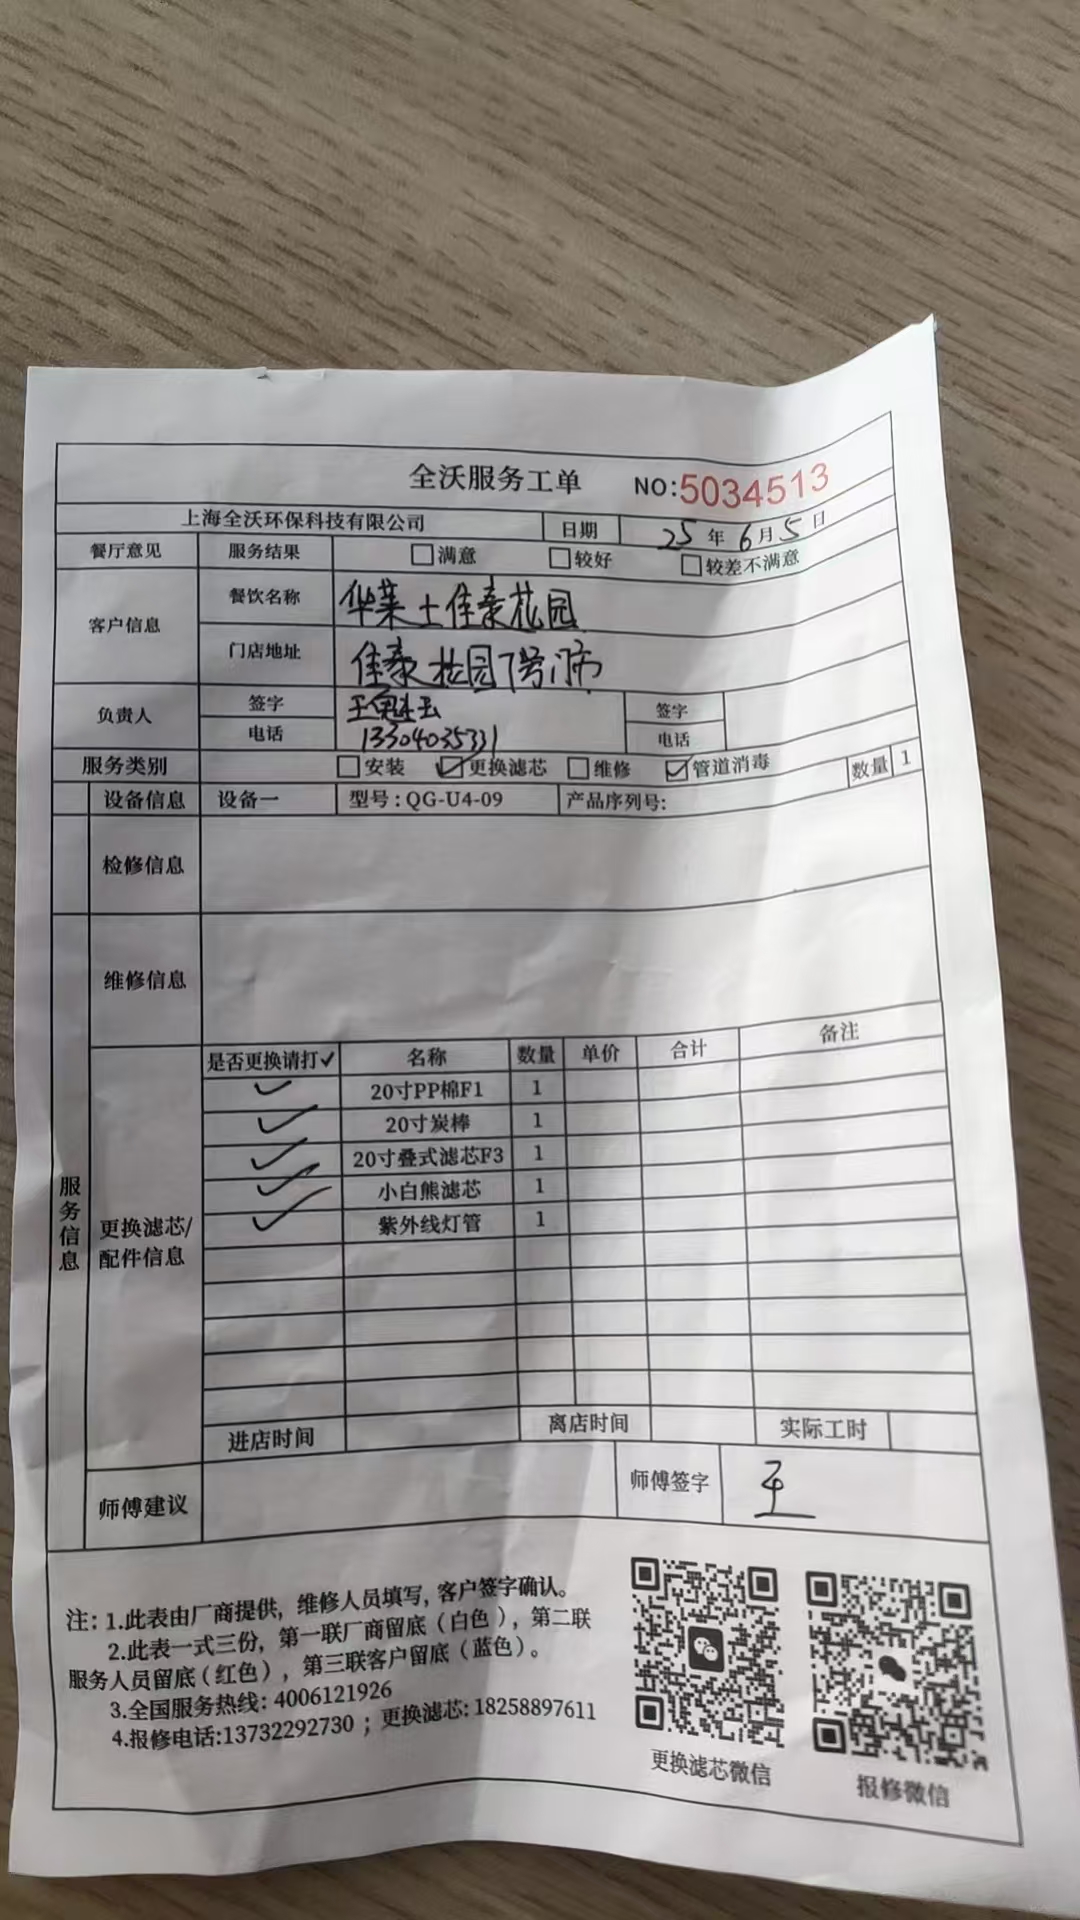 全沃服务工单 NO:5034513
上海全沃环保科技有限公司 日期 25年6月5日
餐厅意见 服务结果 □满意 □较好 □较差不满意
客户信息 餐饮名称 华莱士佳泰花园
门店地址 佳泰花园7号门市
负责人 签字 王魁玉 签字
电话 13304035331 电话
服务类别 □安装 ☑更换滤芯 □维修 ☑管道消毒 数量 1
设备信息 设备一 型号:QG-U4-09 产品序列号:
检修信息
维修信息
服务信息
更换滤芯/配件信息
是否更换请打✓ 名称 数量 单价 合计 备注
✓ 20寸PP棉F1 1
✓ 20寸炭棒 1
✓ 20寸叠式滤芯F3 1
✓ 小白熊滤芯 1
✓ 紫外线灯管 1
进店时间 离店时间 实际工时
师傅建议 师傅签字
注: 1.此表由厂商提供, 维修人员填写, 客户签字确认。
2.此表一式三份, 第一联厂商留底(白色), 第二联
服务人员留底(红色), 第三联客户留底(蓝色)。
3.全国服务热线: 4006121926
4.报修电话:13732292730 ; 更换滤芯: 18258897611
更换滤芯微信
报修微信